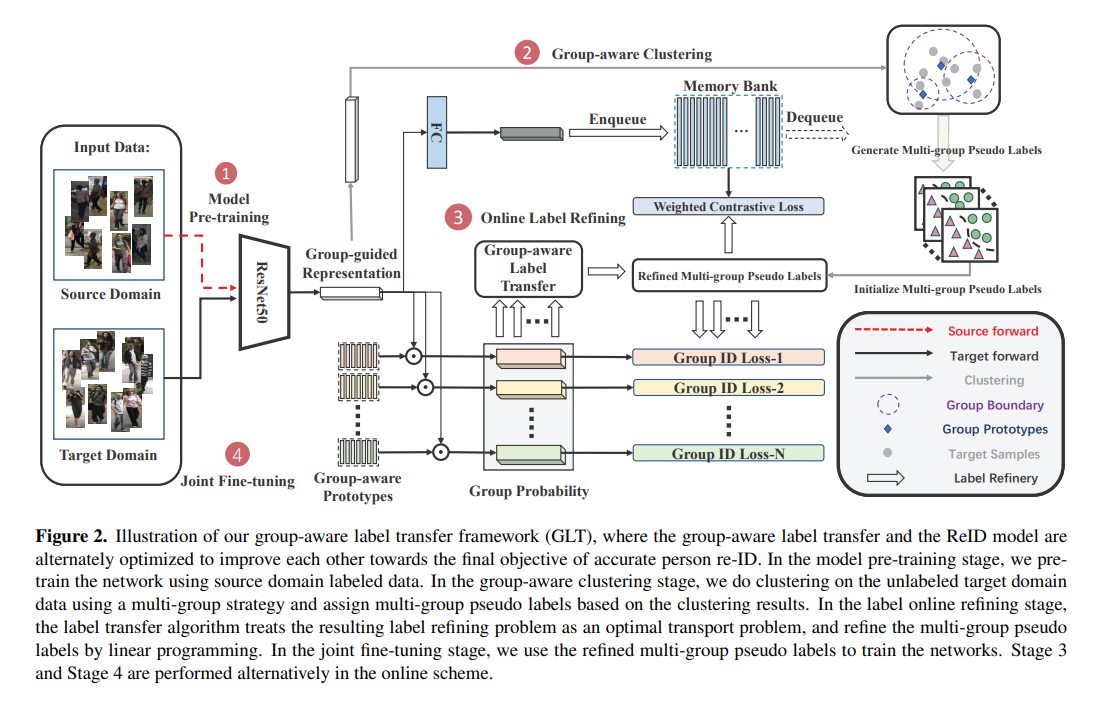 2 Group-aware Clustering
Input Data:
Source Domain
Target Domain
1
Model
Pre-training
ResNet50
4
Joint Fine-tuning
Group-guided
Representation
FC
Enqueue
Memory Bank
...
Dequeue
Generate Multi-group Pseudo Labels
Weighted Contrastive Loss
3 Online Label Refining
Group-aware
Label
Transfer
Refined Multi-group Pseudo Labels
Initialize Multi-group Pseudo Labels
Group ID Loss-1
Group ID Loss-2
Group ID Loss-N
Group-aware
Prototypes
Group Probability
Source forward
Target forward
Clustering
Group Boundary
Group Prototypes
Target Samples
Label Refinery
Figure 2. Illustration of our group-aware label transfer framework (GLT), where the group-aware label transfer and the ReID model are
alternately optimized to improve each other towards the final objective of accurate person re-ID. In the model pre-training stage, we pre-
train the network using source domain labeled data. In the group-aware clustering stage, we do clustering on the unlabeled target domain
data using a multi-group strategy and assign multi-group pseudo labels based on the clustering results. In the label online refining stage,
the label transfer algorithm treats the resulting label refining problem as an optimal transport problem, and refine the multi-group pseudo
labels by linear programming. In the joint fine-tuning stage, we use the refined multi-group pseudo labels to train the networks. Stage 3
and Stage 4 are performed alternatively in the online scheme.